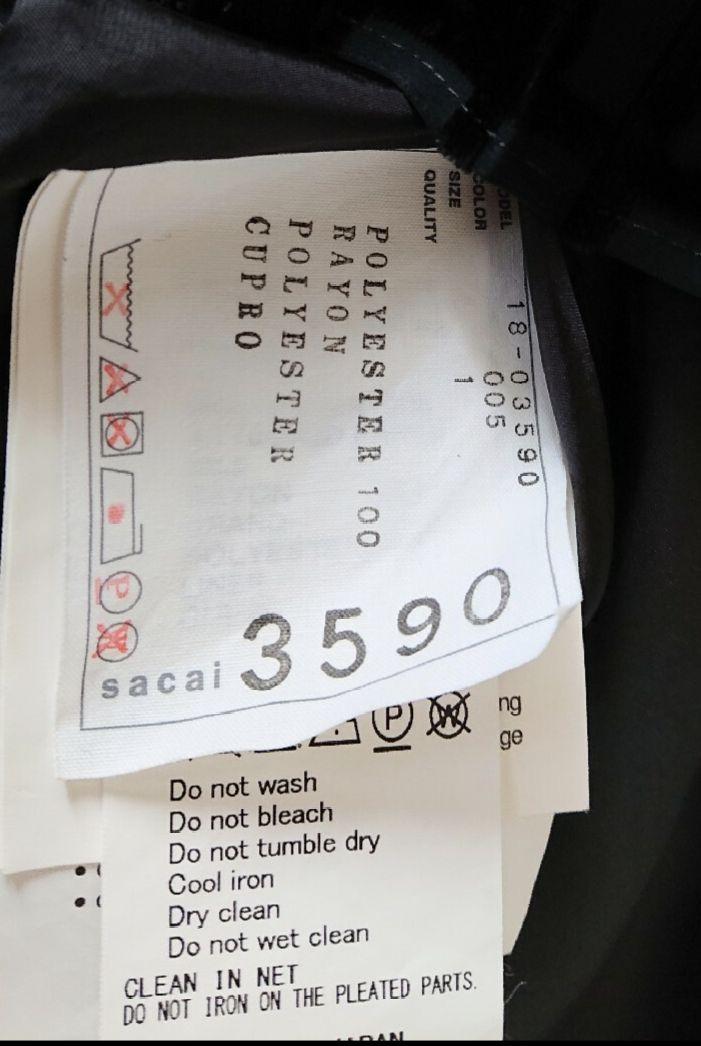 MODEL 18-03590
COLOR 005
SIZE 1
QUALITY
POLYESTER 100
RAYON
POLYESTER
CUPRO
P
W
sacai 3590
P
W
ng
ge
Do not wash
Do not bleach
Do not tumble dry
Cool iron
Dry clean
Do not wet clean
CLEAN IN NET
DO NOT IRON ON THE PLEATED PARTS.